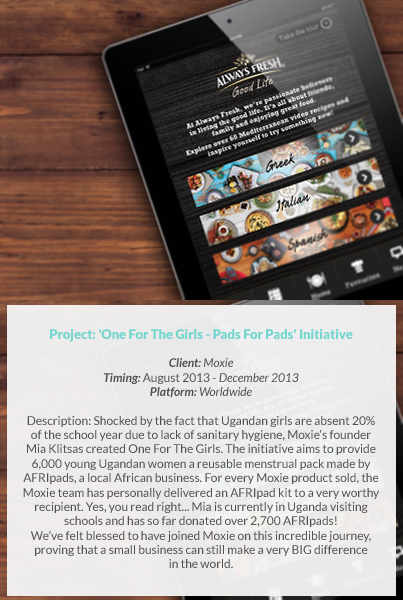 Take the tour
ALWAYS FRESH.
Good Life
At Always Fresh, we're passionate believers
in living the good life. It's all about friends,
family and enjoying great food.
Explore over 60 Mediterranean video recipes and
inspire yourself to try something new!
Greek
Italian
Spanish
Home
Favourites
Project: 'One For The Girls - Pads For Pads' Initiative
Client: Moxie
Timing: August 2013 - December 2013
Platform: Worldwide
Description: Shocked by the fact that Ugandan girls are absent 20%
of the school year due to lack of sanitary hygiene, Moxie's founder
Mia Klitsas created One For The Girls. The initiative aims to provide
6,000 young Ugandan women a reusable menstrual pack made by
AFRIpads, a local African business. For every Moxie product sold, the
Moxie team has personally delivered an AFRIpad kit to a very worthy
recipient. Yes, you read right... Mia is currently in Uganda visiting
schools and has so far donated over 2,700 AFRIpads!
We've felt blessed to have joined Moxie on this incredible journey,
proving that a small business can still make a very BIG difference
in the world.